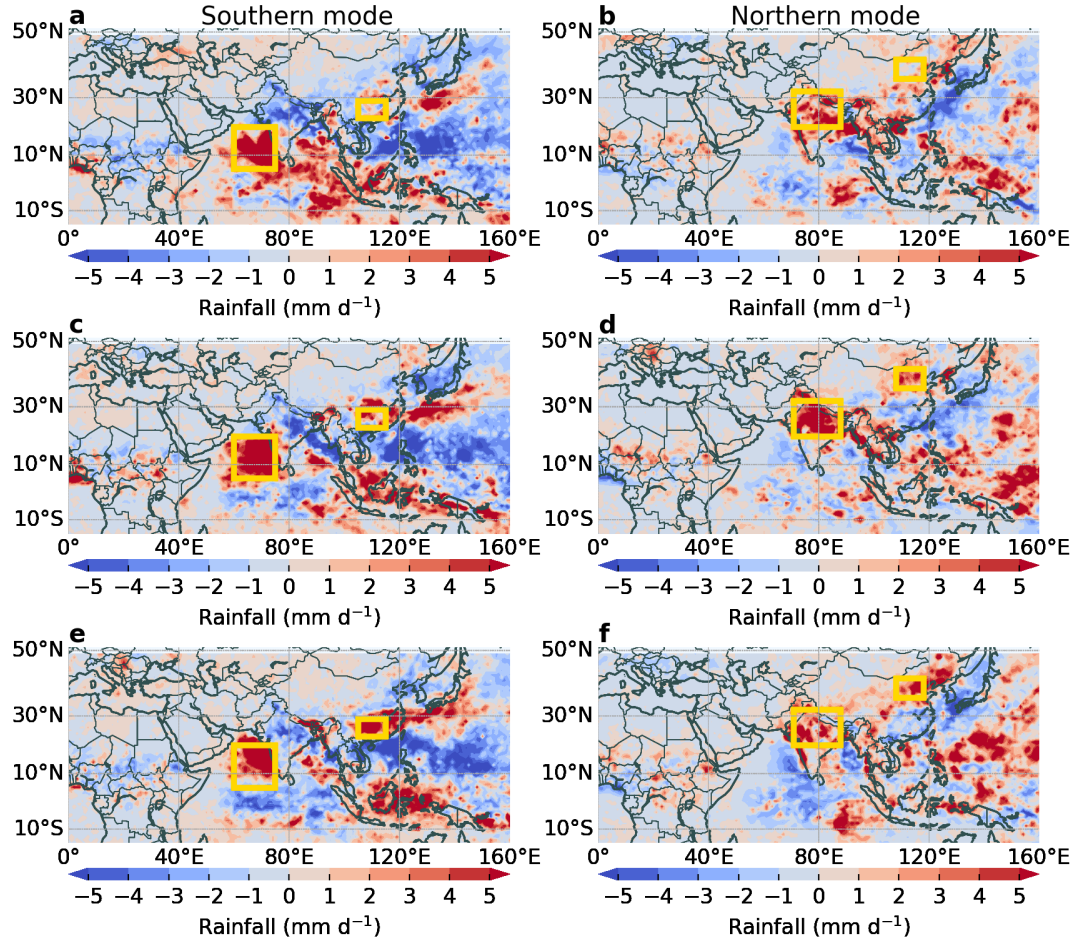 a Southern mode b Northern mode
50°N 50°N
30°N 30°N
10°N 10°N
10°S 10°S
0° 40°E 80°E 120°E 160°E 0° 40°E 80°E 120°E 160°E
−5 −4 −3 −2 −1 0 1 2 3 4 5 −5 −4 −3 −2 −1 0 1 2 3 4 5
Rainfall (mm d⁻¹) Rainfall (mm d⁻¹)
c d
50°N 50°N
30°N 30°N
10°N 10°N
10°S 10°S
0° 40°E 80°E 120°E 160°E 0° 40°E 80°E 120°E 160°E
−5 −4 −3 −2 −1 0 1 2 3 4 5 −5 −4 −3 −2 −1 0 1 2 3 4 5
Rainfall (mm d⁻¹) Rainfall (mm d⁻¹)
e f
50°N 50°N
30°N 30°N
10°N 10°N
10°S 10°S
0° 40°E 80°E 120°E 160°E 0° 40°E 80°E 120°E 160°E
−5 −4 −3 −2 −1 0 1 2 3 4 5 −5 −4 −3 −2 −1 0 1 2 3 4 5
Rainfall (mm d⁻¹) Rainfall (mm d⁻¹)